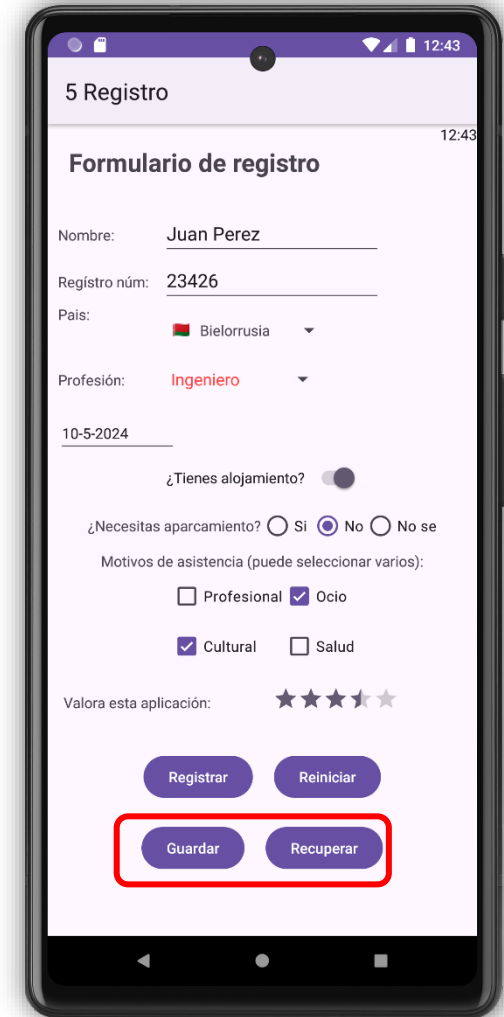 12:43
5 Registro
12:43
Formulario de registro
Nombre: Juan Perez
Regístro núm: 23426
Pais:
Bielorrusia
Profesión: Ingeniero
10-5-2024
¿Tienes alojamiento?
¿Necesitas aparcamiento? Si No No se
Motivos de asistencia (puede seleccionar varios):
Profesional Ocio
Cultural Salud
Valora esta aplicación:
Registrar Reiniciar
Guardar Recuperar